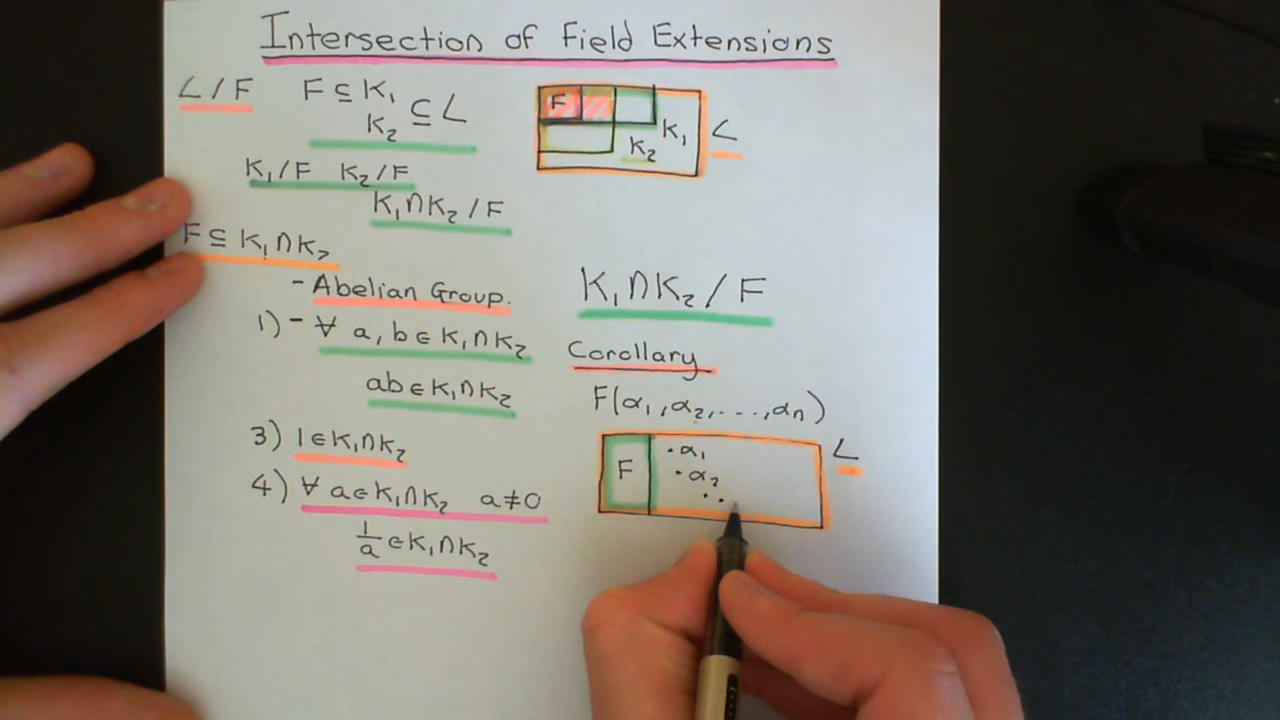 Intersection of Field Extensions
L / F F ⊆ K₁ ⊆ L
K₂
F
K₁
K₂
L
K₁/F K₂/F
K₁∩K₂ / F
F ⊆ K₁∩K₂
- Abelian Group.
1) - ∀ a, b ∈ K₁∩K₂
ab ∈ K₁∩K₂
3) 1 ∈ K₁∩K₂
4) ∀ a ∈ K₁∩K₂ a ≠ 0
1/a ∈ K₁∩K₂
K₁∩K₂ / F
Corollary
F(α₁, α₂, ..., αₙ)
F
· α₁
· α₂
L